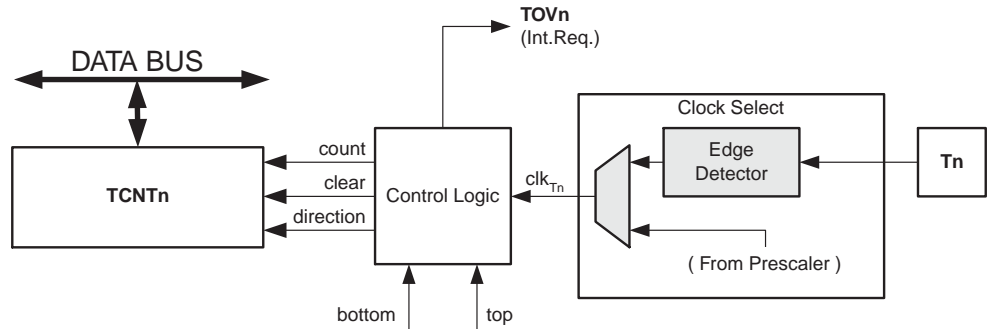 TOVn
(Int.Req.)
DATA BUS
Clock Select
count
Edge
Detector
Tn
TCNTn
clear
Control Logic
clkTn
direction
( From Prescaler )
bottom
top